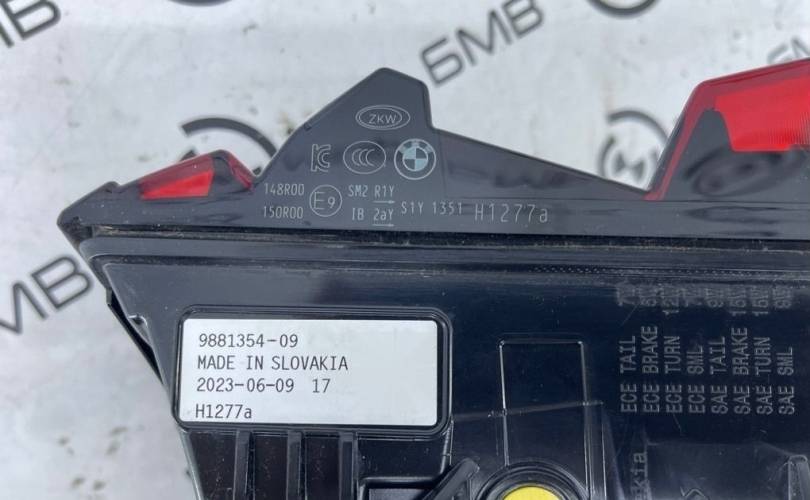 БМВ
ZKW
148R00
150R00
E9
SM2 R1Y
IB 2aY
S1Y 1351
H1277a
9881354-09
MADE IN SLOVAKIA
2023-06-09 17
H1277a
ECE TAIL
ECE BRAKE
ECE TURN
ECE SML
SAE TAIL
SAE BRAKE
SAE TURN
SAE SML